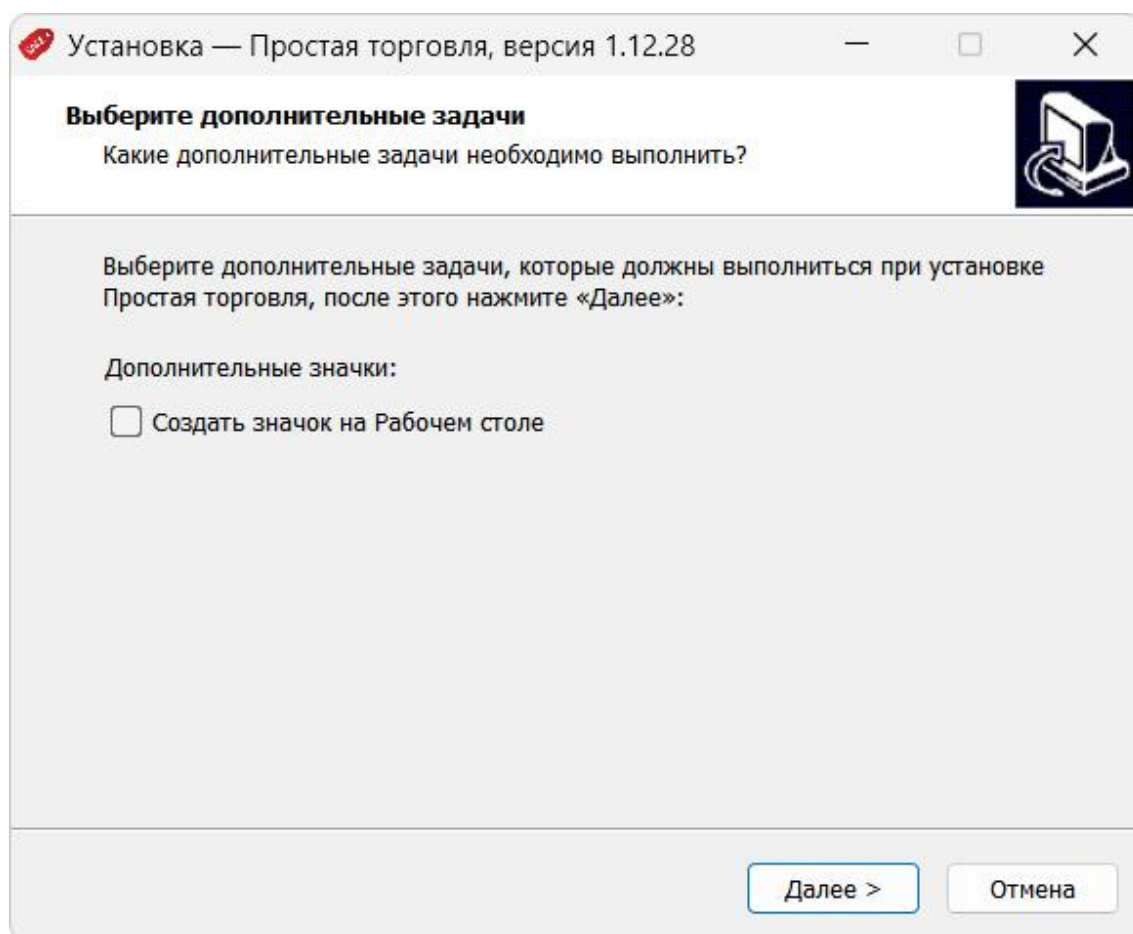 Установка — Простая торговля, версия 1.12.28
Выберите дополнительные задачи
Какие дополнительные задачи необходимо выполнить?
Выберите дополнительные задачи, которые должны выполниться при установке
Простая торговля, после этого нажмите «Далее»:
Дополнительные значки:
Создать значок на Рабочем столе
Далее >
Отмена